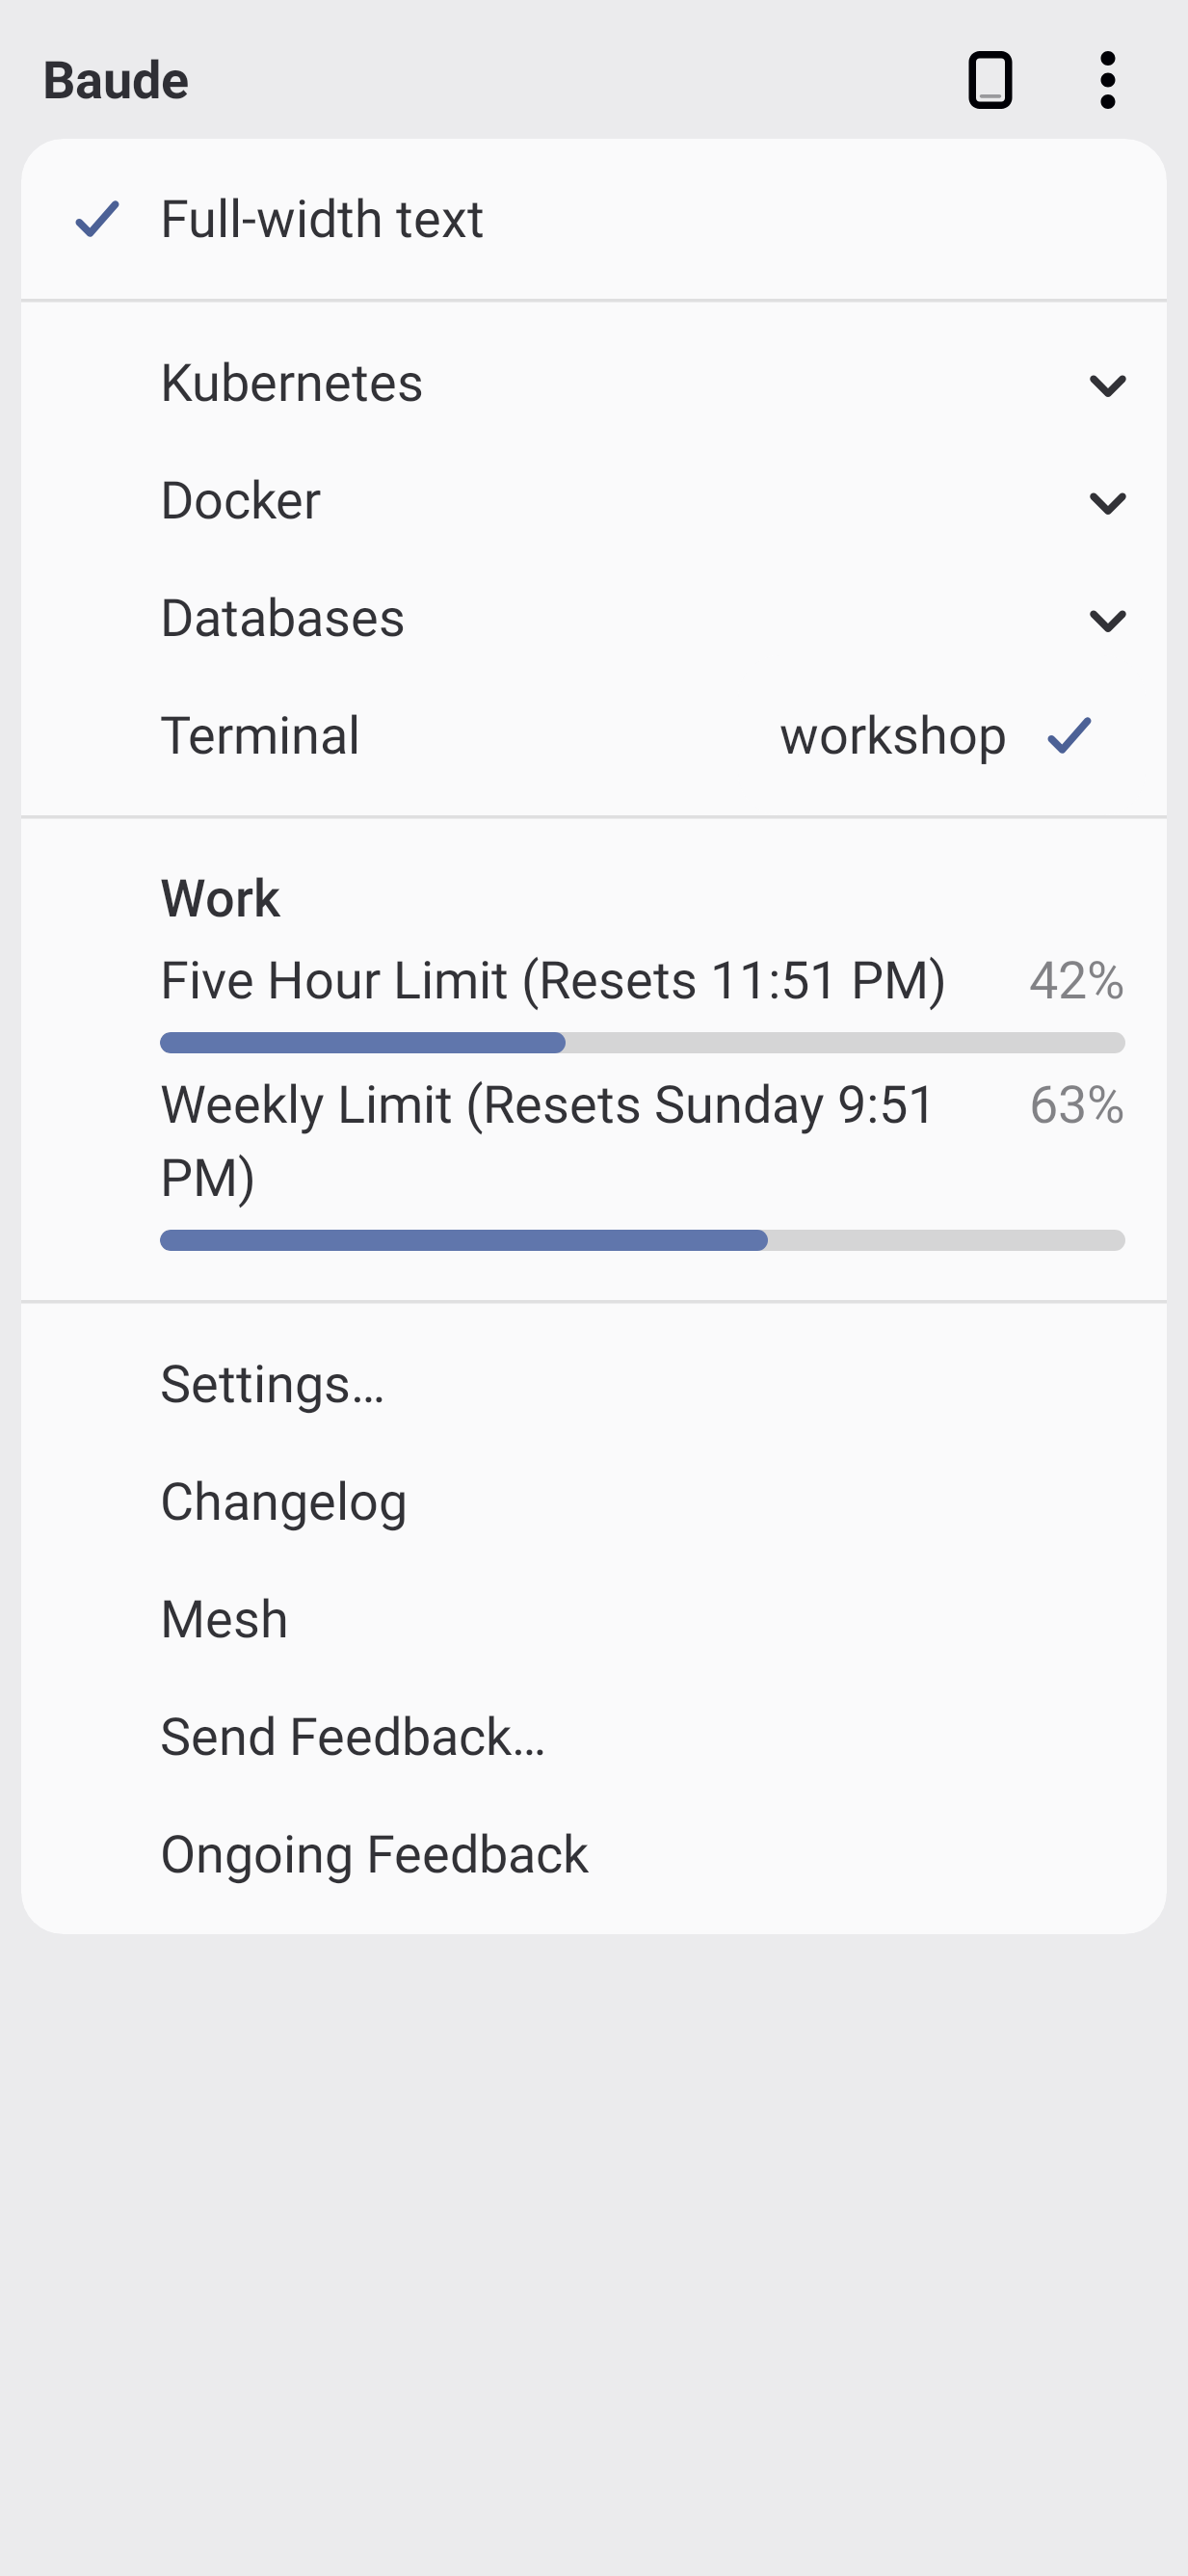 Baude
Full-width text
Kubernetes
Docker
Databases
Terminal workshop
Work
Five Hour Limit (Resets 11:51 PM) 42%
Weekly Limit (Resets Sunday 9:51 63%
PM)
Settings…
Changelog
Mesh
Send Feedback…
Ongoing Feedback